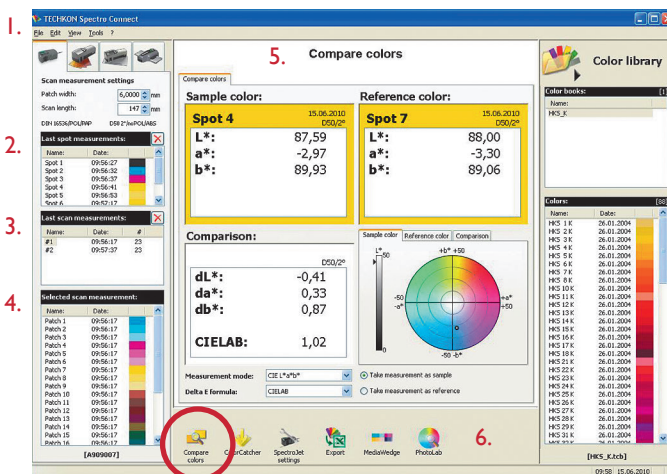 TECHKON Spectro Connect
1.
File Edit View Tools ?
Scan measurement settings
Patch width: 6,0000 mm
Scan length: 147 mm
DIN 16536/POL/PAP D50 2°/noPOL/ABS
2.
Last spot measurements:
Name: Date:
Spot 1 09:56:27
Spot 2 09:56:32
Spot 3 09:56:37
Spot 4 09:56:41
Spot 5 09:56:53
Spot 6 09:57:17
3.
Last scan measurements:
Name: Date: #
#1 09:56:17 23
#2 09:57:37 23
4.
Selected scan measurement:
Name: Date:
Patch 1 09:56:17
Patch 2 09:56:17
Patch 3 09:56:17
Patch 4 09:56:17
Patch 5 09:56:17
Patch 6 09:56:17
Patch 7 09:56:17
Patch 8 09:56:17
Patch 9 09:56:17
Patch 10 09:56:17
Patch 11 09:56:17
Patch 12 09:56:17
Patch 13 09:56:17
Patch 14 09:56:17
Patch 15 09:56:17
Patch 16 09:56:17
[A909007]
5.
Compare colors
Compare colors
Sample color:
Spot 4
15.06.2010
D50/2°
L*: 87,59
a*: -2,97
b*: 89,93
Reference color:
Spot 7
15.06.2010
D50/2°
L*: 88,00
a*: -3,30
b*: 89,06
Comparison:
D50/2°
dL*: -0,41
da*: 0,33
db*: 0,87
CIELAB: 1,02
Sample color Reference color Comparison
L*
50
0
+b* +50
-50
-a*
+a*
+50
-50 -b*
Measurement mode: CIE L*a*b*
Take measurement as sample
Delta E formula: CIELAB
Take measurement as reference
6.
Compare colors
ColorCatcher
SpectroJet settings
Export
MediaWedge
PhotoLab
Color library
Color books: [1]
Name:
HKS_K
Colors: [88]
Name: Date:
HKS 1 K 26.01.2004
HKS 2 K 26.01.2004
HKS 3 K 26.01.2004
HKS 4 K 26.01.2004
HKS 5 K 26.01.2004
HKS 6 K 26.01.2004
HKS 7 K 26.01.2004
HKS 8 K 26.01.2004
HKS 10 K 26.01.2004
HKS 11 K 26.01.2004
HKS 12 K 26.01.2004
HKS 13 K 26.01.2004
HKS 14 K 26.01.2004
HKS 15 K 26.01.2004
HKS 16 K 26.01.2004
HKS 17 K 26.01.2004
HKS 18 K 26.01.2004
HKS 21 K 26.01.2004
HKS 22 K 26.01.2004
HKS 23 K 26.01.2004
HKS 24 K 26.01.2004
HKS 25 K 26.01.2004
HKS 26 K 26.01.2004
HKS 27 K 26.01.2004
HKS 28 K 26.01.2004
HKS 29 K 26.01.2004
HKS 31 K 26.01.2004
[HKS_K.tcb]
09:58 15.06.2010